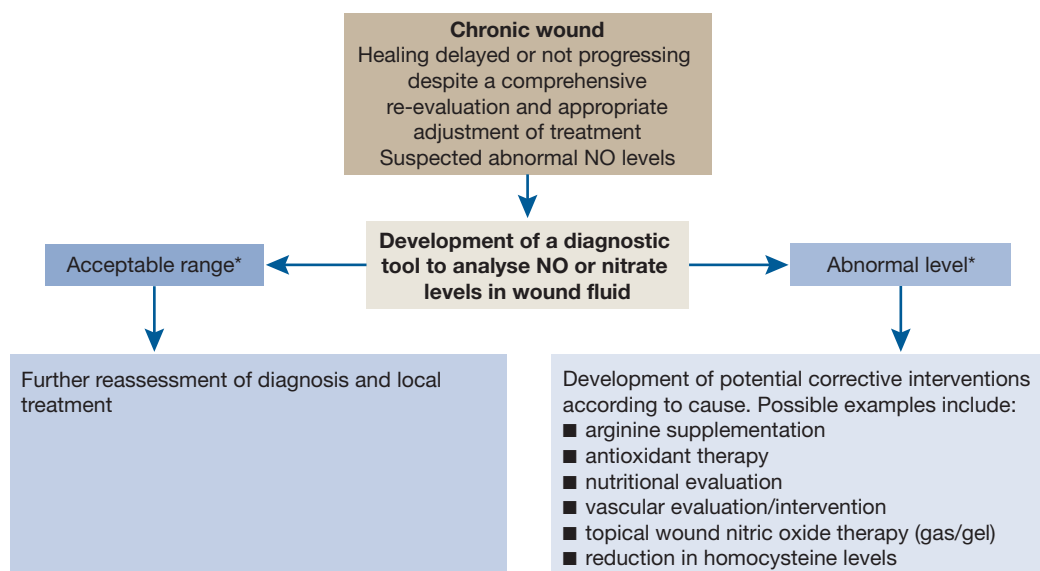 Chronic wound
Healing delayed or not progressing
despite a comprehensive
re-evaluation and appropriate
adjustment of treatment
Suspected abnormal NO levels
Development of a diagnostic
tool to analyse NO or nitrate
levels in wound fluid
Acceptable range*
Abnormal level*
Further reassessment of diagnosis and local
treatment
Development of potential corrective interventions
according to cause. Possible examples include:
■ arginine supplementation
■ antioxidant therapy
■ nutritional evaluation
■ vascular evaluation/intervention
■ topical wound nitric oxide therapy (gas/gel)
■ reduction in homocysteine levels